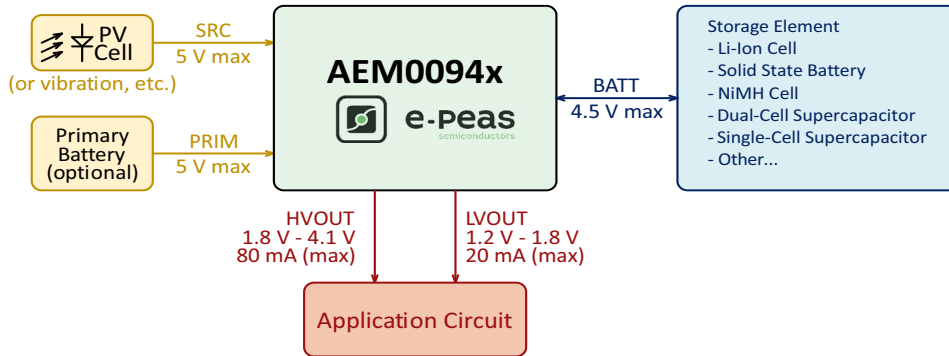 PV
Cell
(or vibration, etc.)
SRC
5 V max
Primary
Battery
(optional)
PRIM
5 V max
AEM0094x
e-peas
semiconductors
BATT
4.5 V max
Storage Element
- Li-Ion Cell
- Solid State Battery
- NiMH Cell
- Dual-Cell Supercapacitor
- Single-Cell Supercapacitor
- Other...
HVOUT
1.8 V - 4.1 V
80 mA (max)
LVOUT
1.2 V - 1.8 V
20 mA (max)
Application Circuit